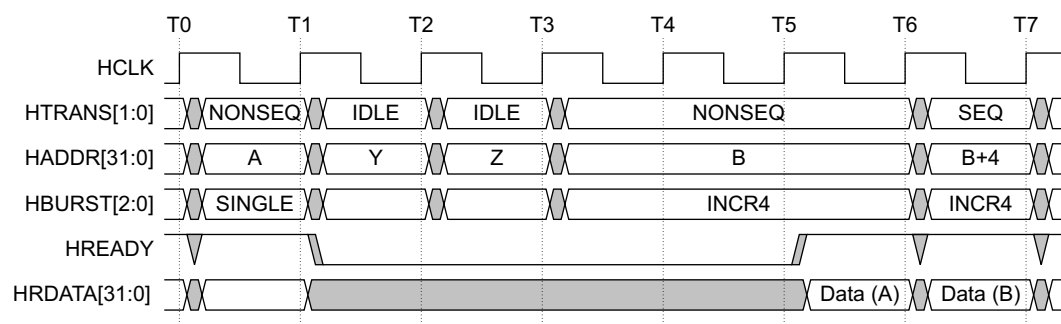 T0 T1 T2 T3 T4 T5 T6 T7
HCLK
HTRANS[1:0] NONSEQ IDLE IDLE NONSEQ SEQ
HADDR[31:0] A Y Z B B+4
HBURST[2:0] SINGLE INCR4 INCR4
HREADY
HRDATA[31:0] Data (A) Data (B)